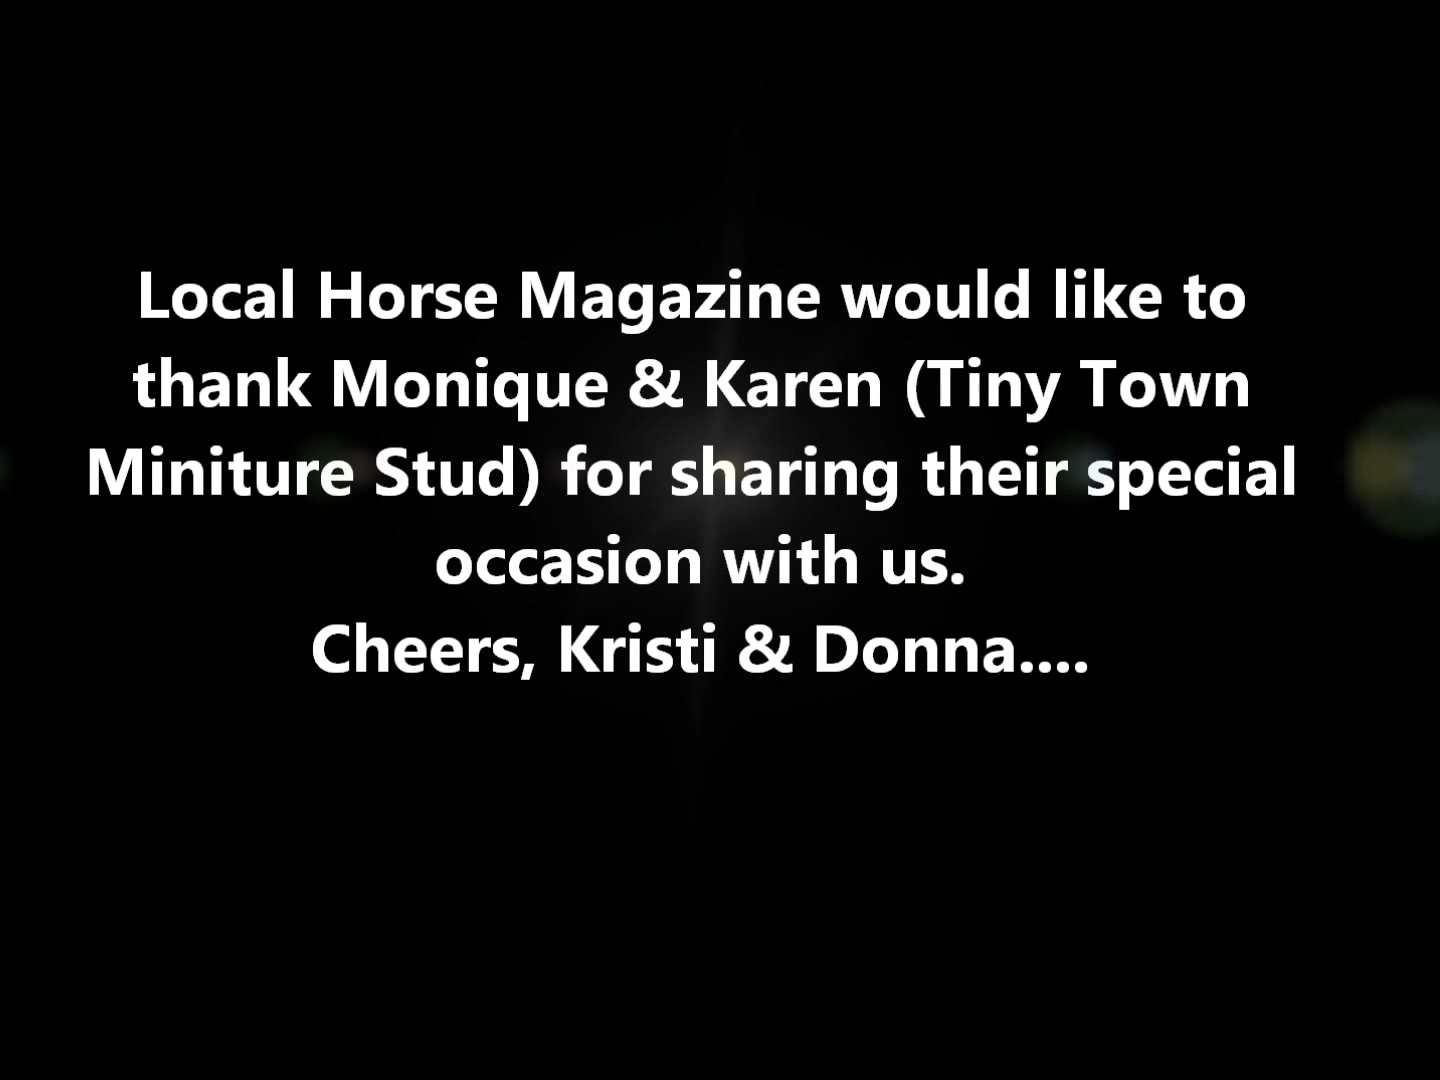 Local Horse Magazine would like to
thank Monique & Karen (Tiny Town
Miniture Stud) for sharing their special
occasion with us.
Cheers, Kristi & Donna....